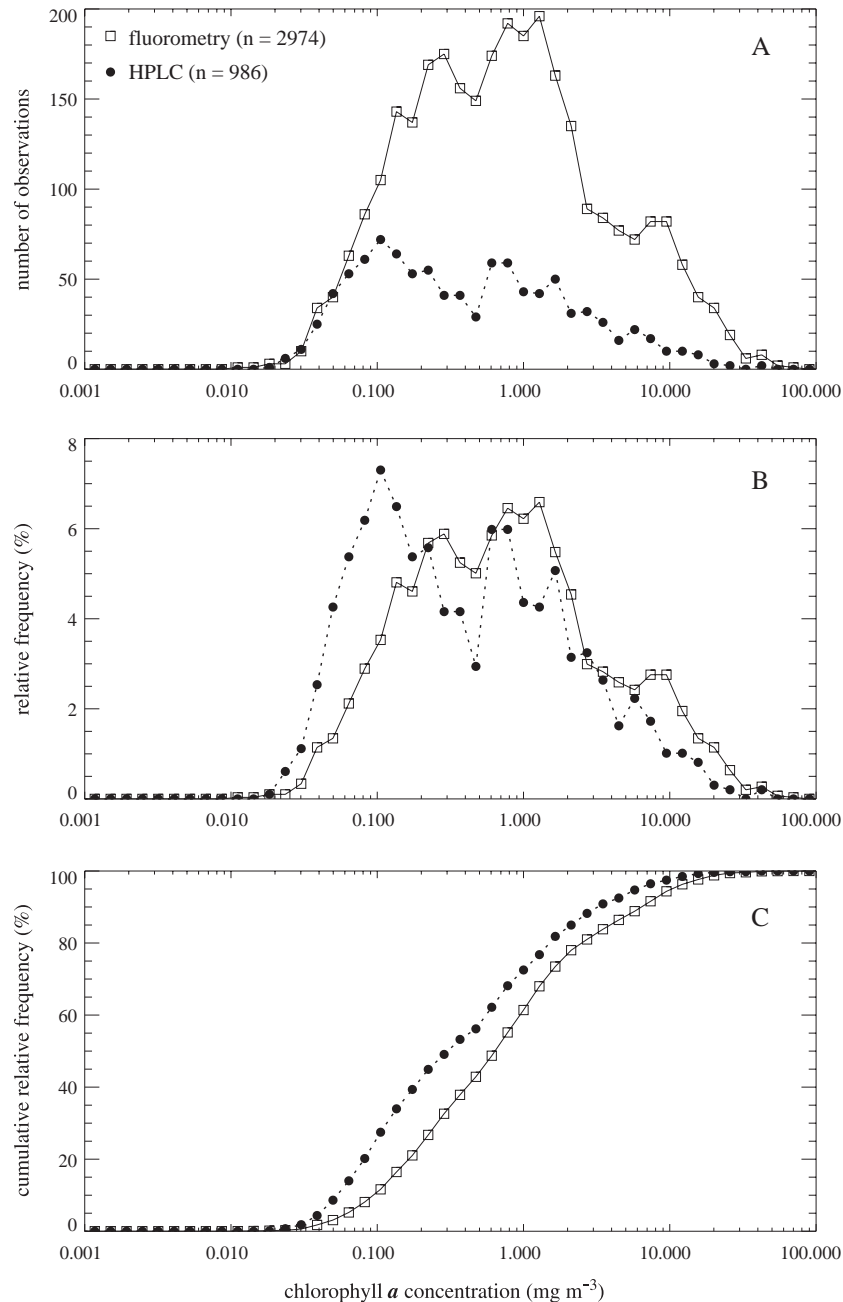 200
150
100
50
0
number of observations
fluorometry (n = 2974)
HPLC (n = 986)
A
0.001 0.010 0.100 1.000 10.000 100.000
8
6
4
2
0
relative frequency (%)
B
0.001 0.010 0.100 1.000 10.000 100.000
100
80
60
40
20
0
cumulative relative frequency (%)
C
0.001 0.010 0.100 1.000 10.000 100.000
chlorophyll a concentration (mg m⁻³)